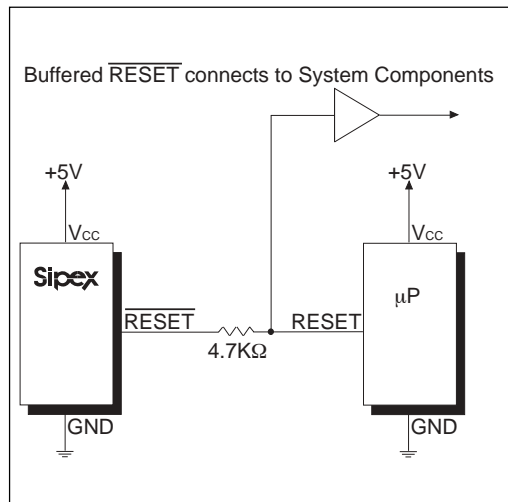 Buffered RESET connects to System Components
+5V
+5V
VCC
VCC
Sipex
μP
RESET
RESET
4.7KΩ
GND
GND